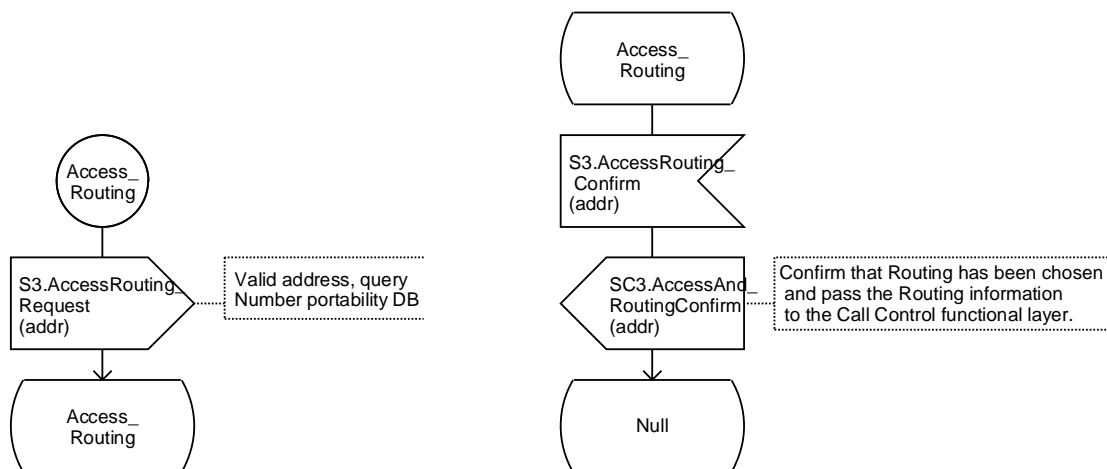 Access_
Routing
S3.AccessRouting_
Request
(addr)
Valid address, query
Number portability DB
Access_
Routing
Access_
Routing
S3.AccessRouting_
Confirm
(addr)
SC3.AccessAnd_
RoutingConfirm
(addr)
Confirm that Routing has been chosen
and pass the Routing information
to the Call Control functional layer.
Null